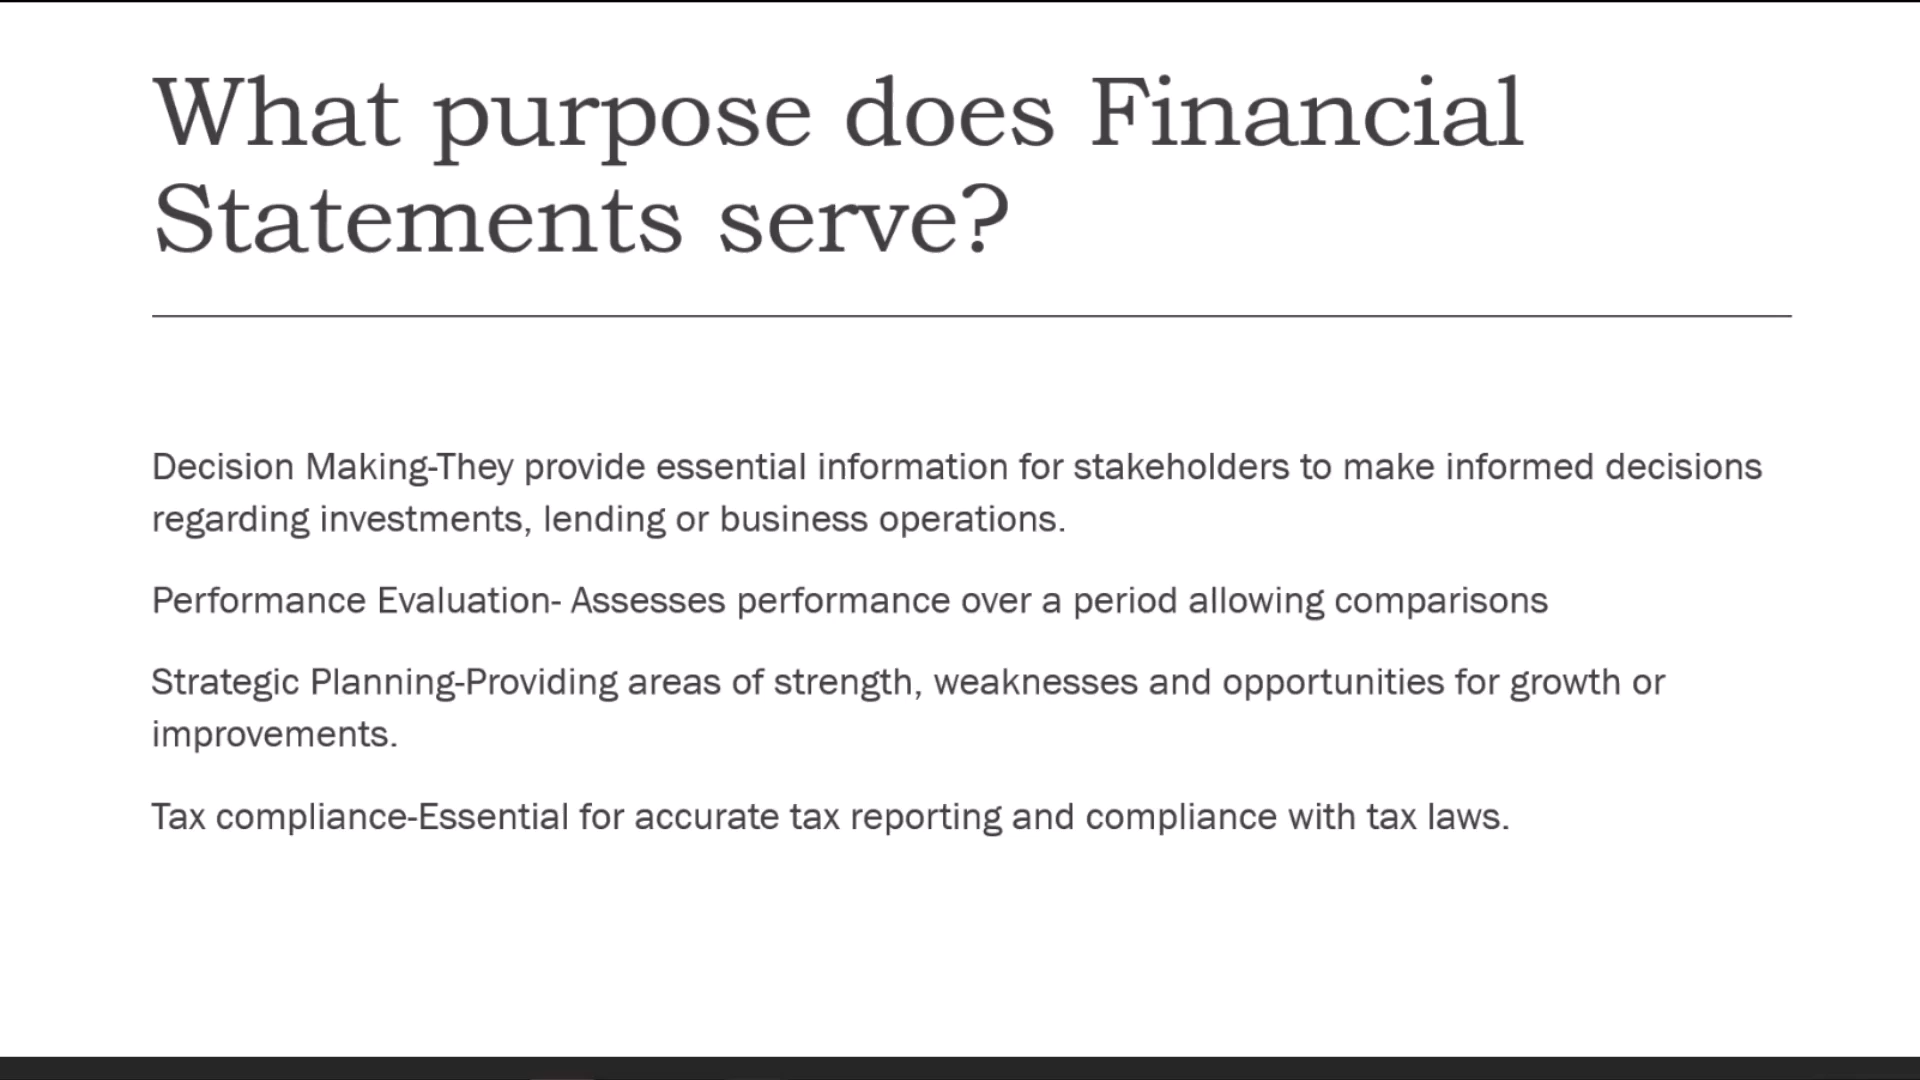 What purpose does Financial
Statements serve?
Decision Making-They provide essential information for stakeholders to make informed decisions
regarding investments, lending or business operations.
Performance Evaluation- Assesses performance over a period allowing comparisons
Strategic Planning-Providing areas of strength, weaknesses and opportunities for growth or
improvements.
Tax compliance-Essential for accurate tax reporting and compliance with tax laws.